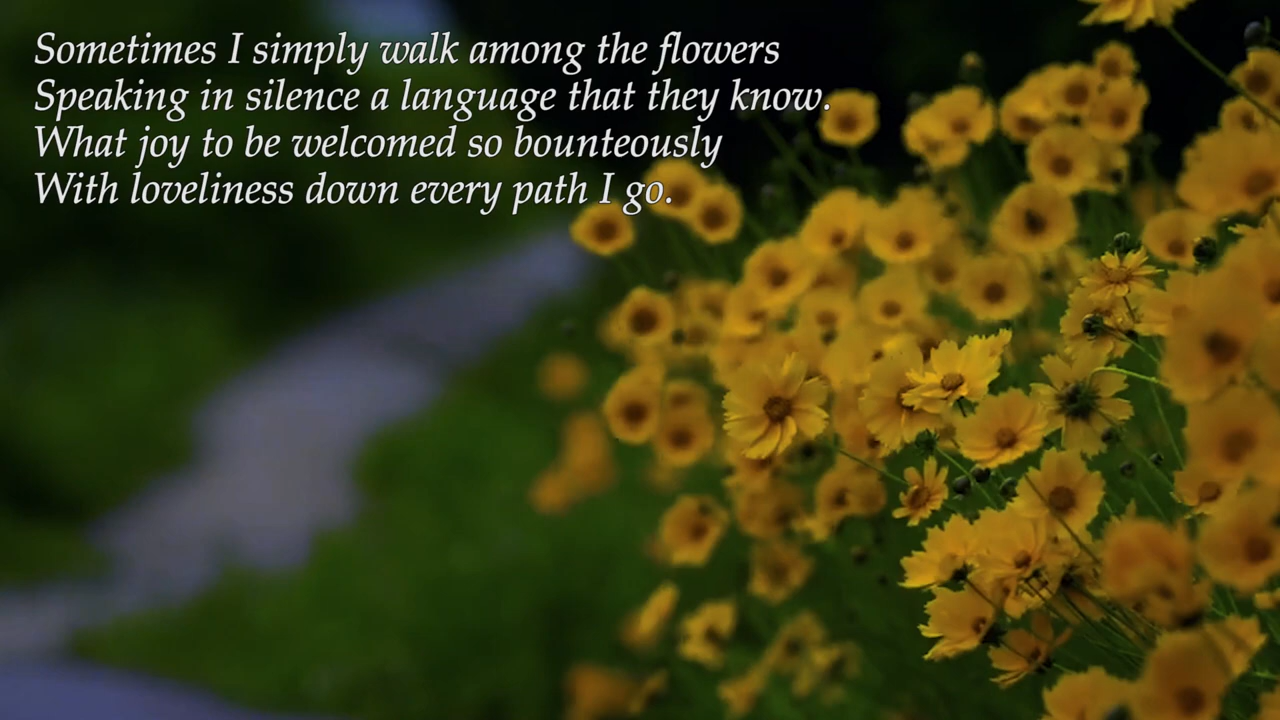 Sometimes I simply walk among the flowers
Speaking in silence a language that they know.
What joy to be welcomed so bounteously
With loveliness down every path I go.